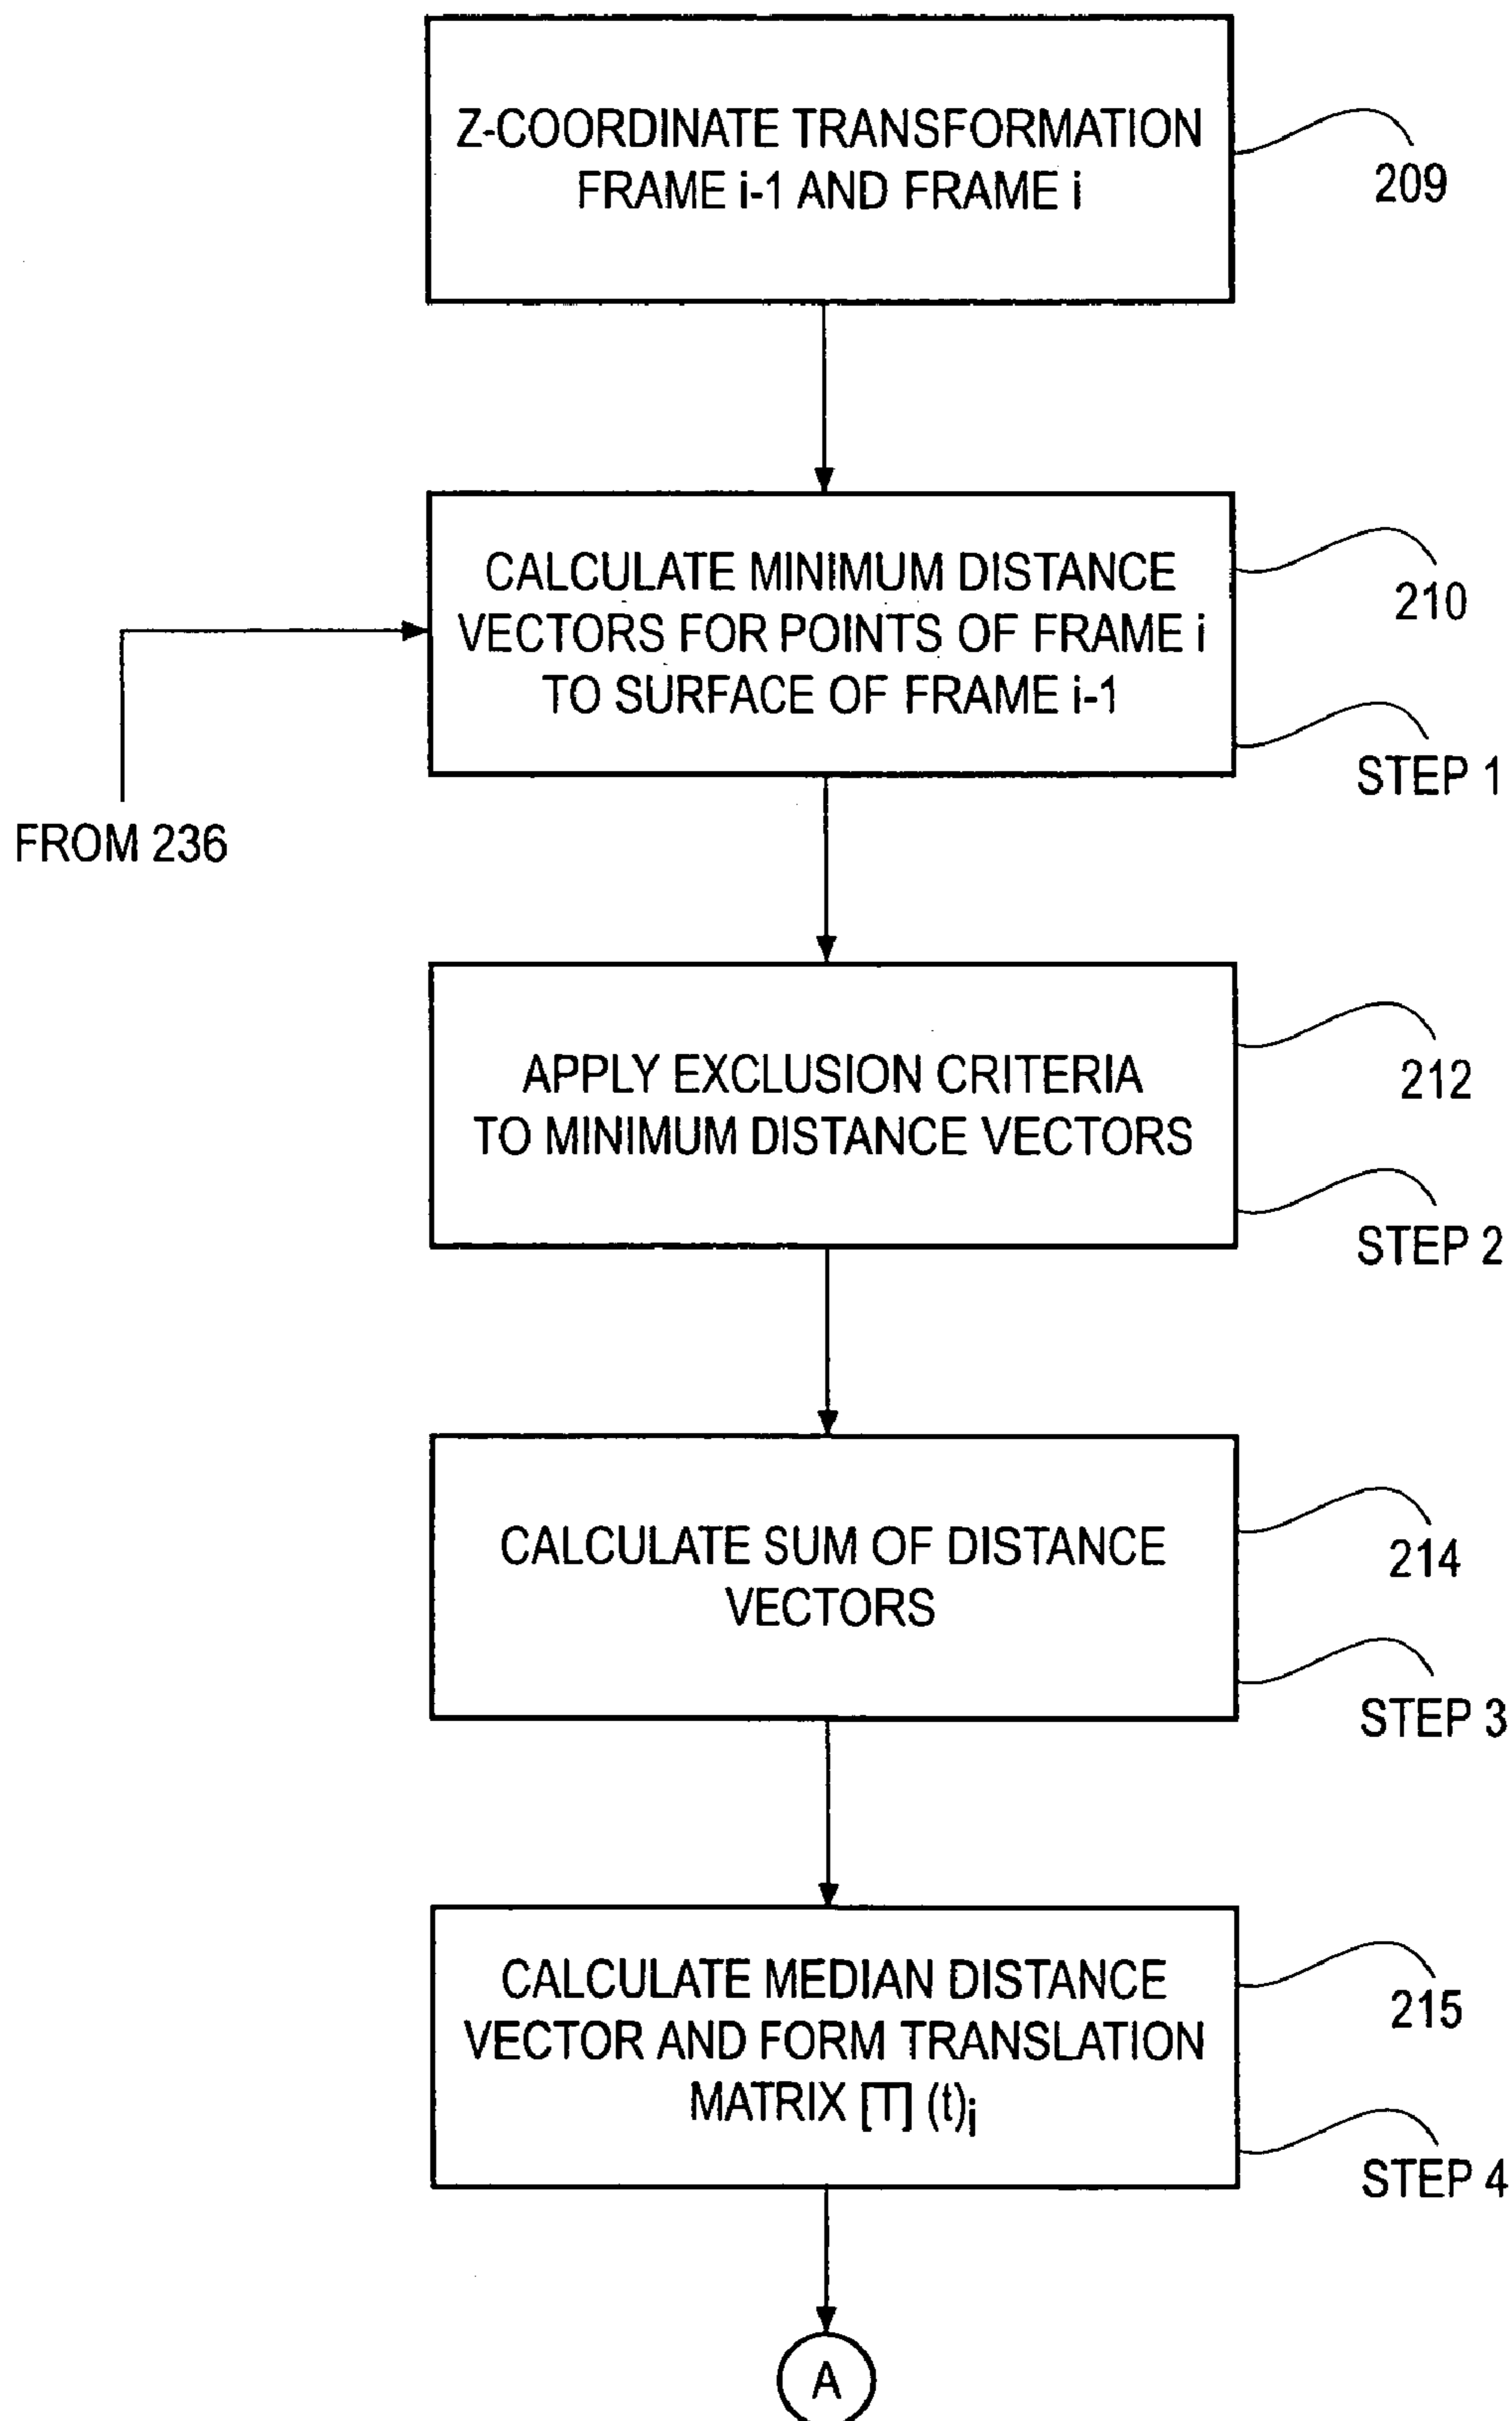 Z-COORDINATE TRANSFORMATION
FRAME i-1 AND FRAME i
209
CALCULATE MINIMUM DISTANCE
VECTORS FOR POINTS OF FRAME i
TO SURFACE OF FRAME i-1
210
STEP 1
FROM 236
APPLY EXCLUSION CRITERIA
TO MINIMUM DISTANCE VECTORS
212
STEP 2
CALCULATE SUM OF DISTANCE
VECTORS
214
STEP 3
CALCULATE MEDIAN DISTANCE
VECTOR AND FORM TRANSLATION
MATRIX [T] (t)i
215
STEP 4
A